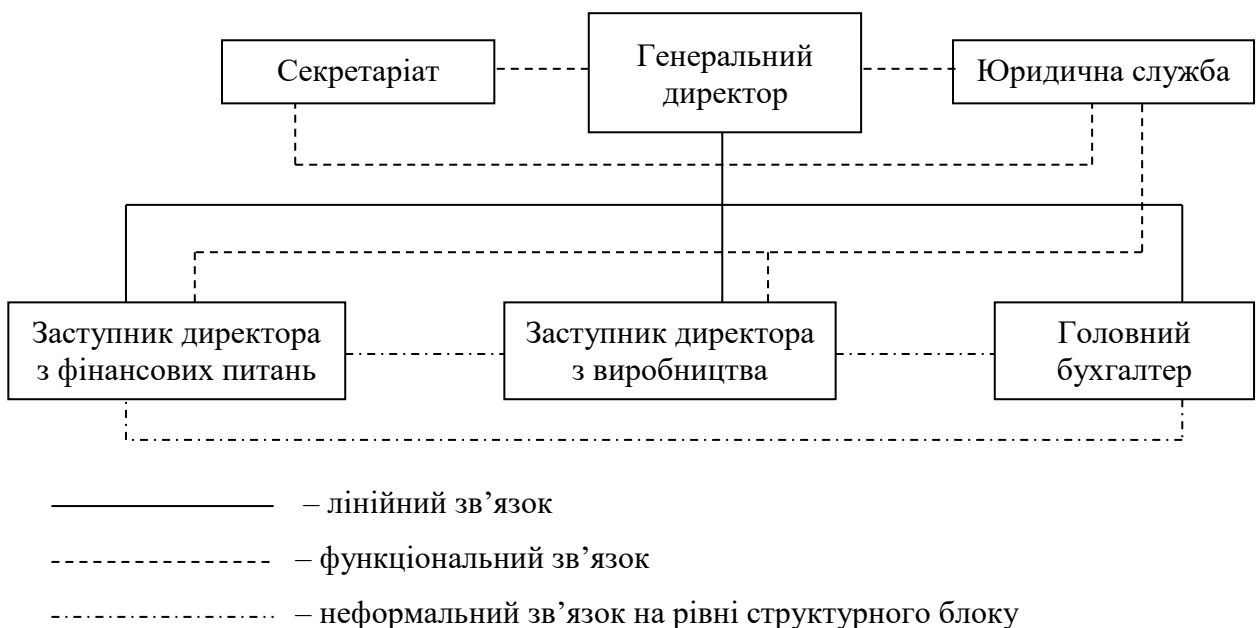 Секретаріат
Генеральний
директор
Юридична служба
Заступник директора
з фінансових питань
Заступник директора
з виробництва
Головний
бухгалтер
– лінійний зв’язок
– функціональний зв’язок
– неформальний зв’язок на рівні структурного блоку